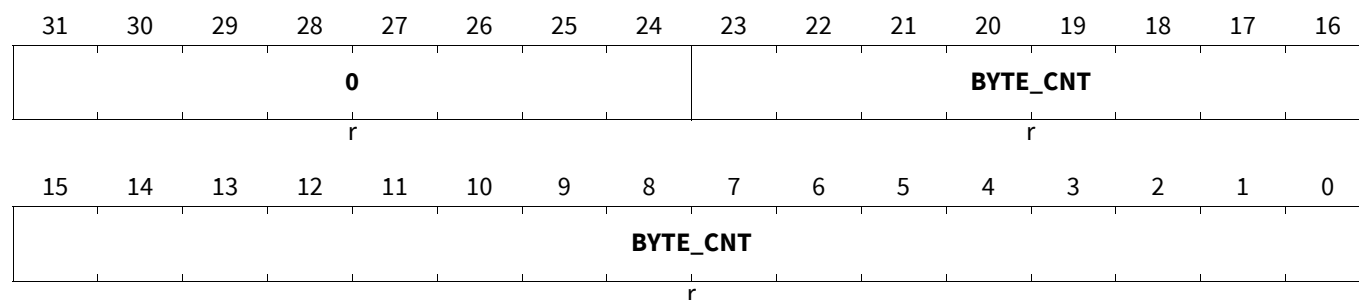 31 30 29 28 27 26 25 24 23 22 21 20 19 18 17 16
0 BYTE_CNT
r r
15 14 13 12 11 10 9 8 7 6 5 4 3 2 1 0
BYTE_CNT
r